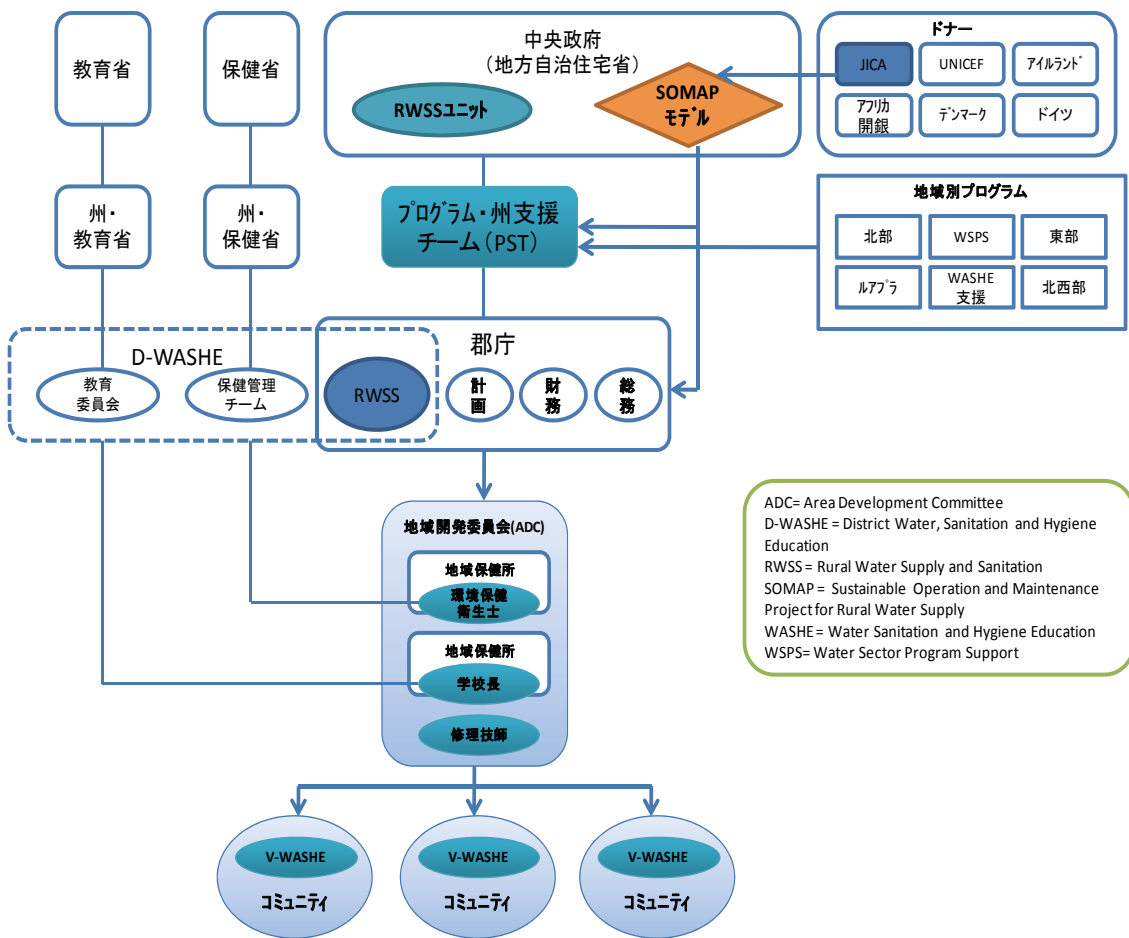 教育省
保健省
中央政府
(地方自治住宅省)
RWSSユニット
SOMAP
モデル
ドナー
JICA
UNICEF
アイルランド
アフリカ
開銀
デンマーク
ドイツ
州・
教育省
州・
保健省
プログラム・州支援
チーム(PST)
地域別プログラム
北部
WSPS
東部
ルアプラ
WASHE
支援
北西部
D-WASHE
教育
委員会
保健管理
チーム
郡庁
RWSS
計
画
財
務
総
務
地域開発委員会(ADC)
地域保健所
環境保健
衛生士
地域保健所
学校長
修理技師
ADC= Area Development Committee
D-WASHE = District Water, Sanitation and Hygiene
Education
RWSS = Rural Water Supply and Sanitation
SOMAP = Sustainable Operation and Maintenance
Project for Rural Water Supply
WASHE = Water Sanitation and Hygiene Education
WSPS= Water Sector Program Support
V-WASHE
コミュニティ
V-WASHE
コミュニティ
V-WASHE
コミュニティ